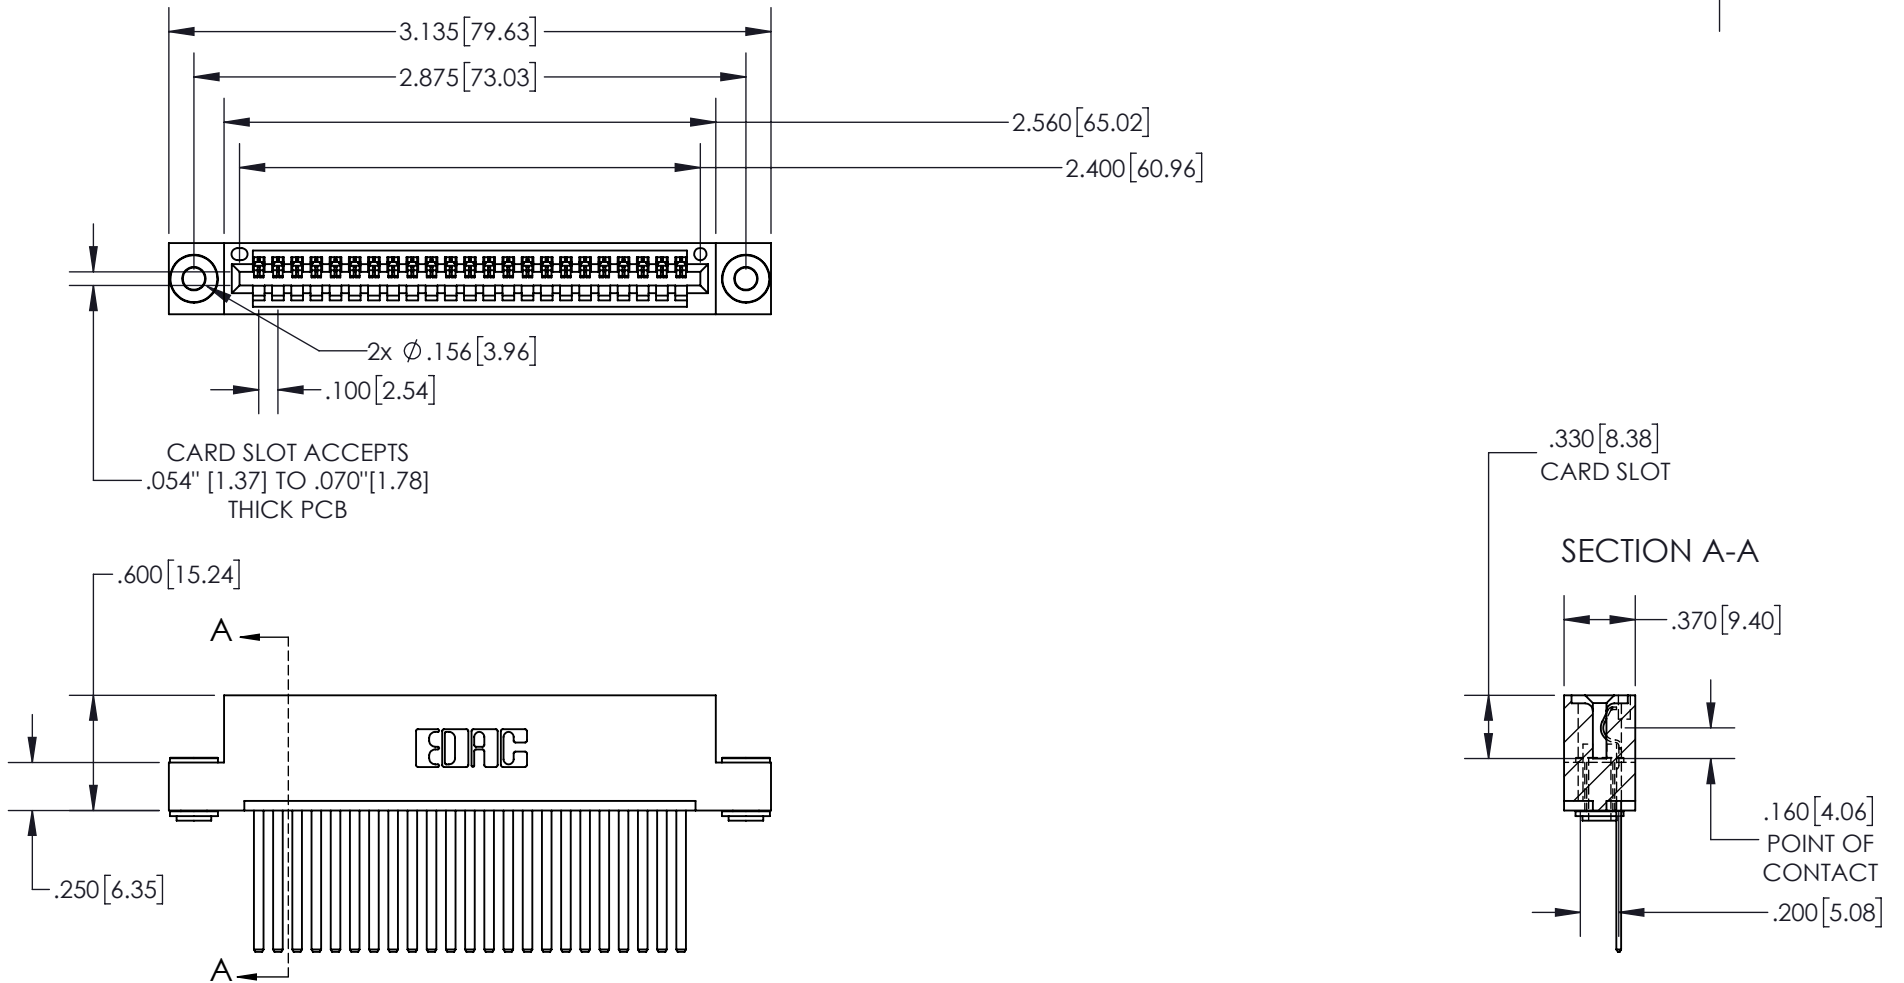 3.135[79.63]
2.875[73.03]
2.560[65.02]
2.400[60.96]
2x Ø.156[3.96]
.100[2.54]
CARD SLOT ACCEPTS
.054" [1.37] TO .070"[1.78]
THICK PCB
.330[8.38]
CARD SLOT
SECTION A-A
.600[15.24]
.370[9.40]
A
EDAC
.250[6.35]
.160[4.06]
POINT OF
CONTACT
.200[5.08]
A